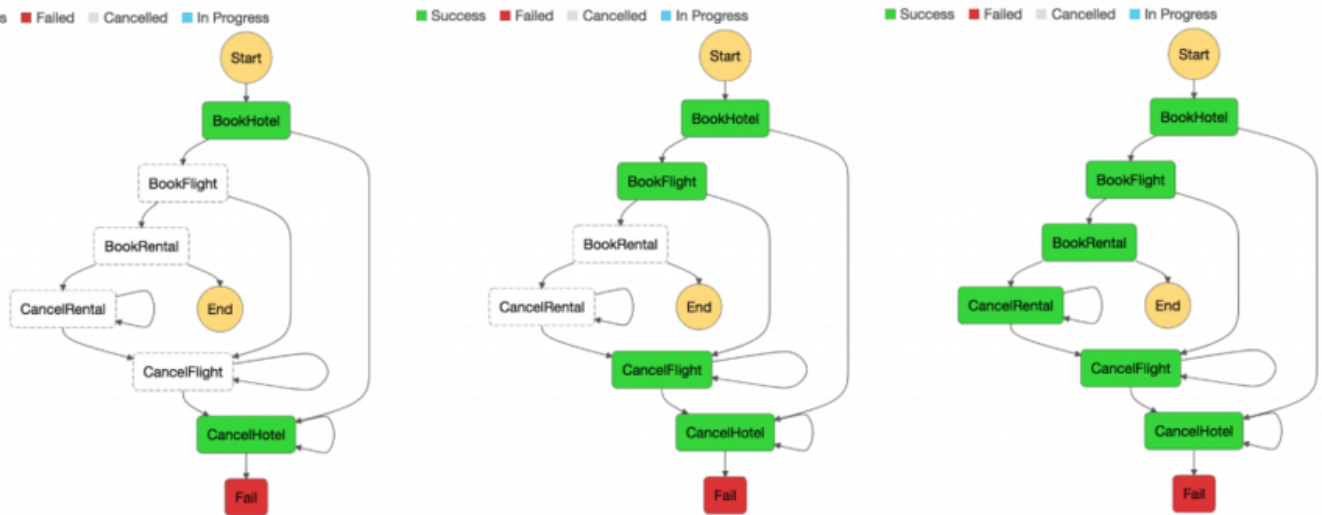 s Failed Cancelled In Progress
Start
BookHotel
BookFlight
BookRental
CancelRental
End
CancelFlight
CancelHotel
Fail
Success Failed Cancelled In Progress
Start
BookHotel
BookFlight
BookRental
CancelRental
End
CancelFlight
CancelHotel
Fail
Success Failed Cancelled In Progress
Start
BookHotel
BookFlight
BookRental
CancelRental
End
CancelFlight
CancelHotel
Fail